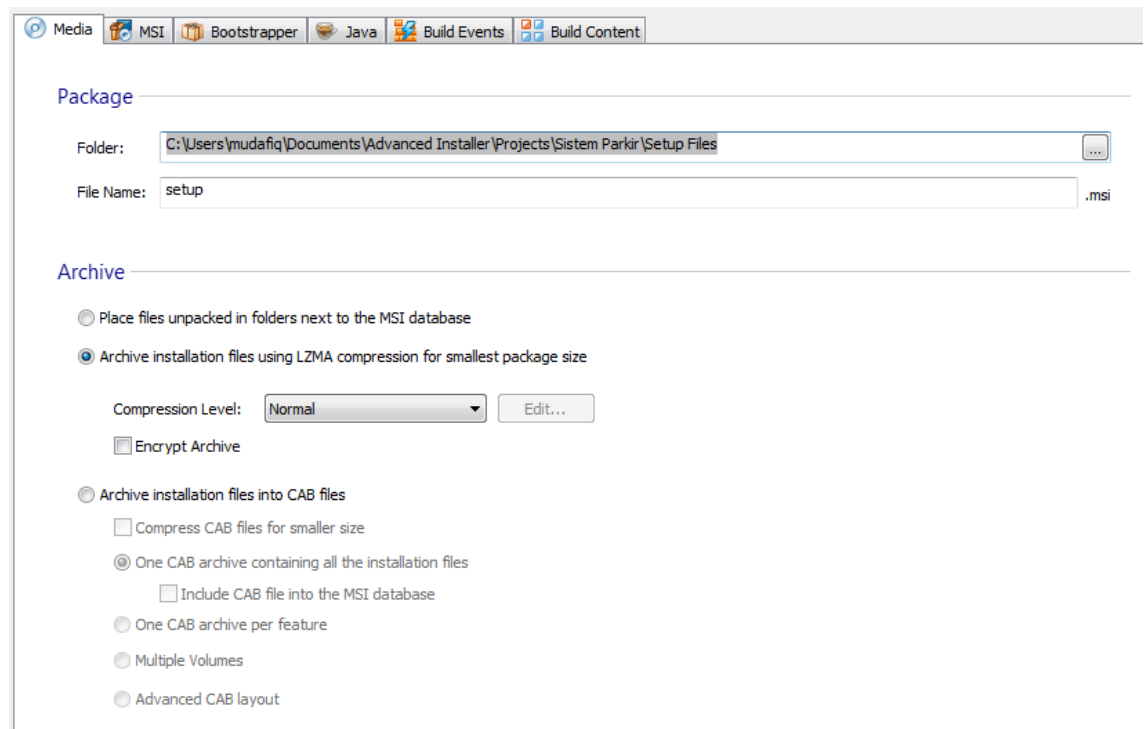 Media MSI Bootstrapper Java Build Events Build Content
Package
Folder: C:\Users\mudafiq\Documents\Advanced Installer\Projects\Sistem Parkir\Setup Files ...
File Name: setup .msi
Archive
Place files unpacked in folders next to the MSI database
Archive installation files using LZMA compression for smallest package size
Compression Level: Normal Edit...
Encrypt Archive
Archive installation files into CAB files
Compress CAB files for smaller size
One CAB archive containing all the installation files
Include CAB file into the MSI database
One CAB archive per feature
Multiple Volumes
Advanced CAB layout